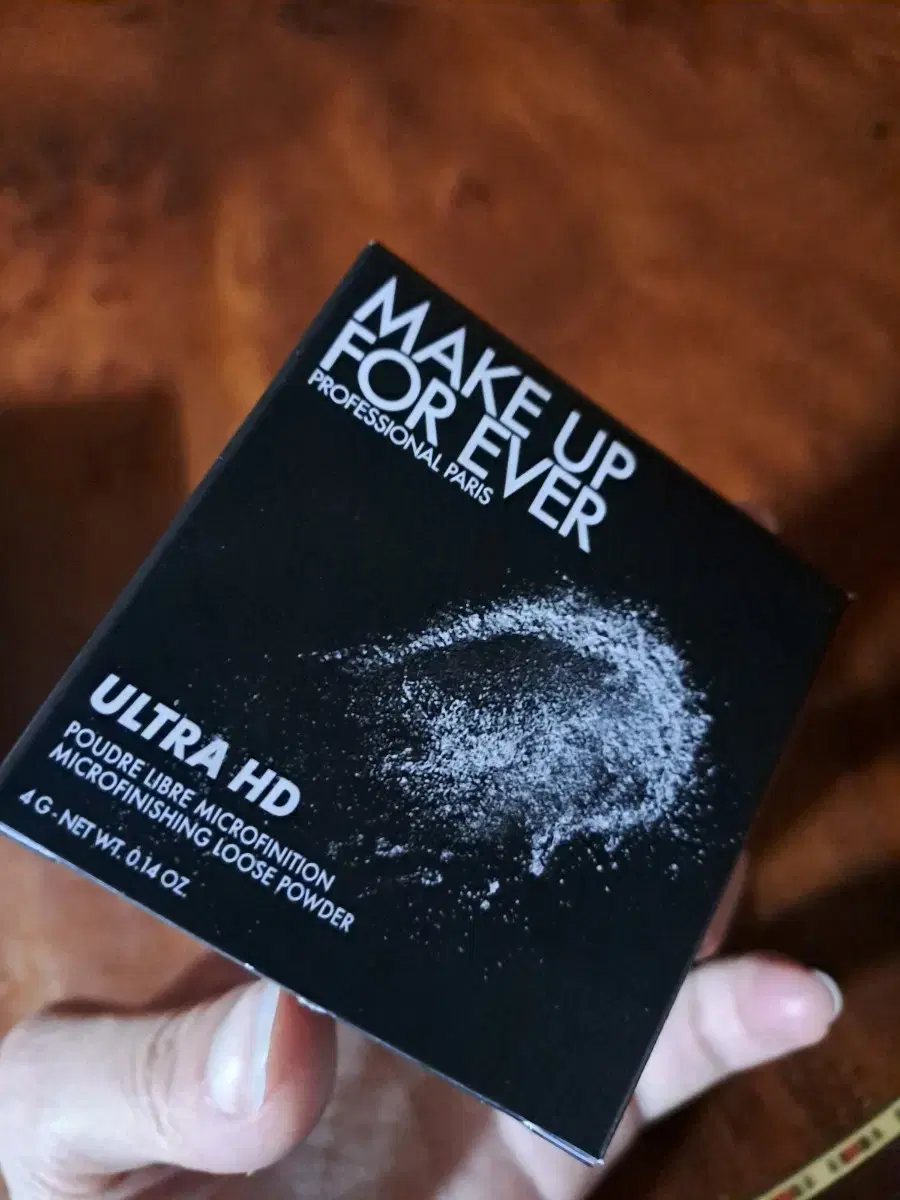 MAKE UP
FOR EVER
PROFESSIONAL PARIS
ULTRA HD
POUDRE LIBRE MICROFINITION
MICROFINISHING LOOSE POWDER
4 G - NET WT. 0.14 OZ